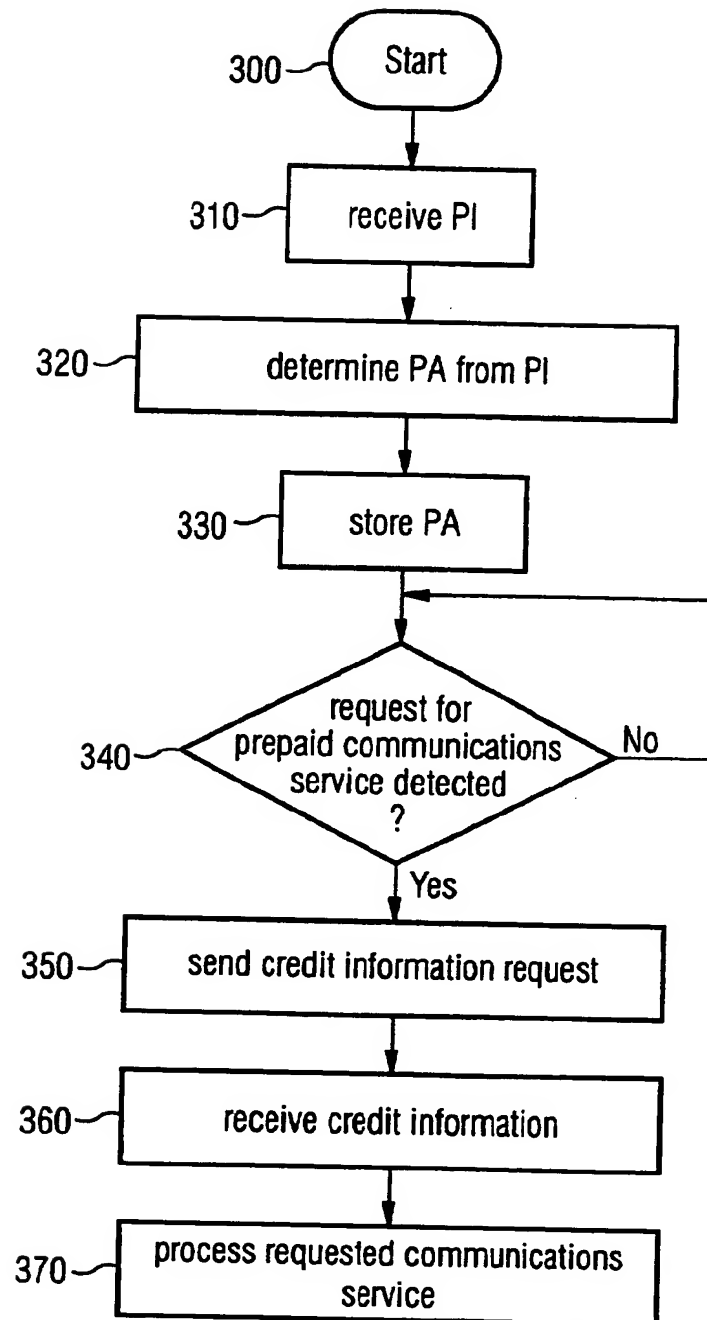 300
Start
310
receive PI
320
determine PA from PI
330
store PA
340
request for
prepaid communications
service detected
?
No
Yes
350
send credit information request
360
receive credit information
370
process requested communications
service